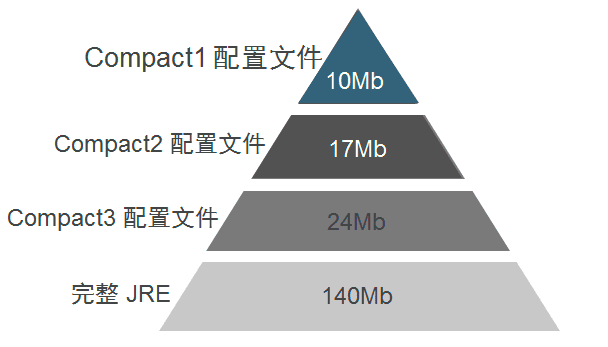 Compact1 配置文件
10Mb
Compact2 配置文件
17Mb
Compact3 配置文件
24Mb
完整 JRE
140Mb